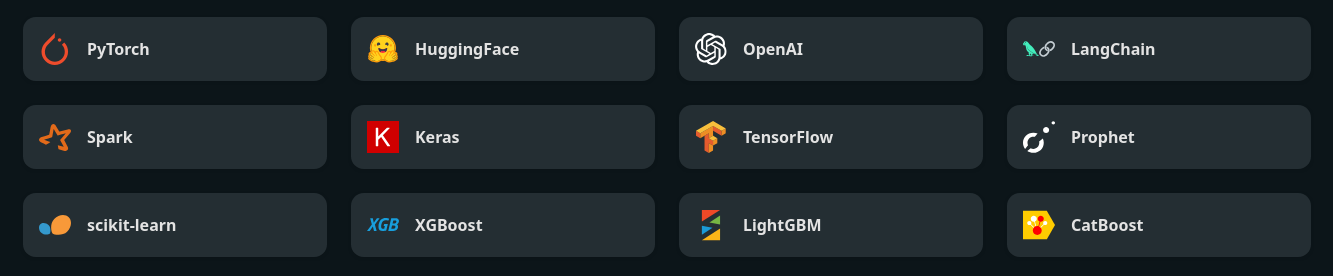 PyTorch
HuggingFace
OpenAI
LangChain
Spark
K
Keras
TensorFlow
Prophet
scikit-learn
XGB
XGBoost
LightGBM
CatBoost